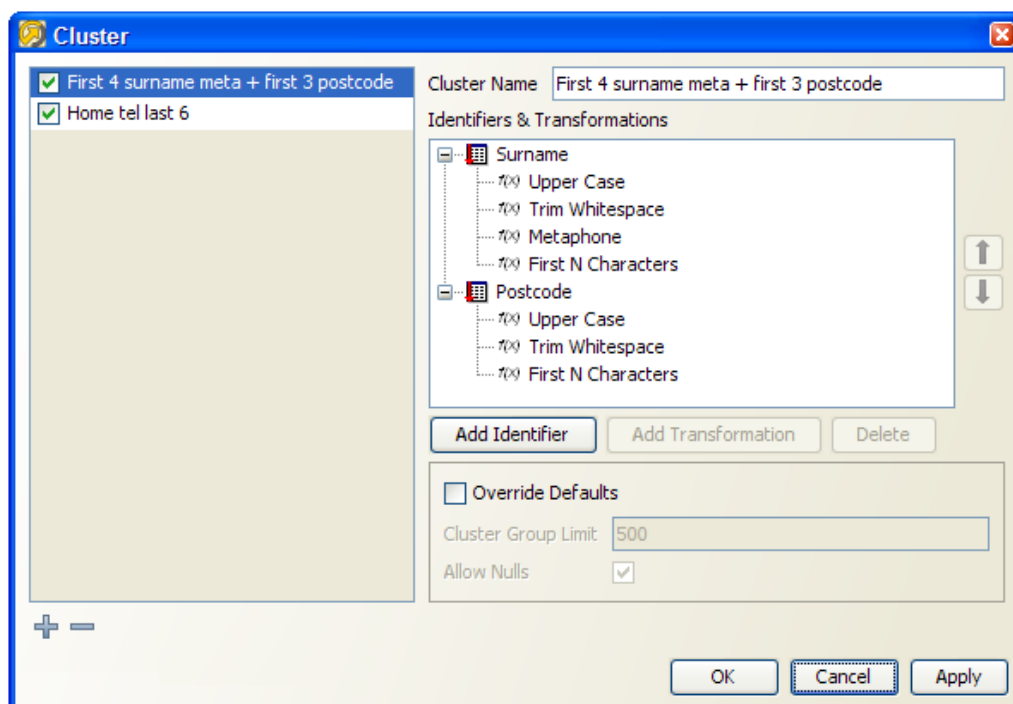 Cluster
First 4 surname meta + first 3 postcode
Home tel last 6
Cluster Name First 4 surname meta + first 3 postcode
Identifiers & Transformations
Surname
f(x) Upper Case
f(x) Trim Whitespace
f(x) Metaphone
f(x) First N Characters
Postcode
f(x) Upper Case
f(x) Trim Whitespace
f(x) First N Characters
Add Identifier Add Transformation Delete
Override Defaults
Cluster Group Limit 500
Allow Nulls
OK Cancel Apply